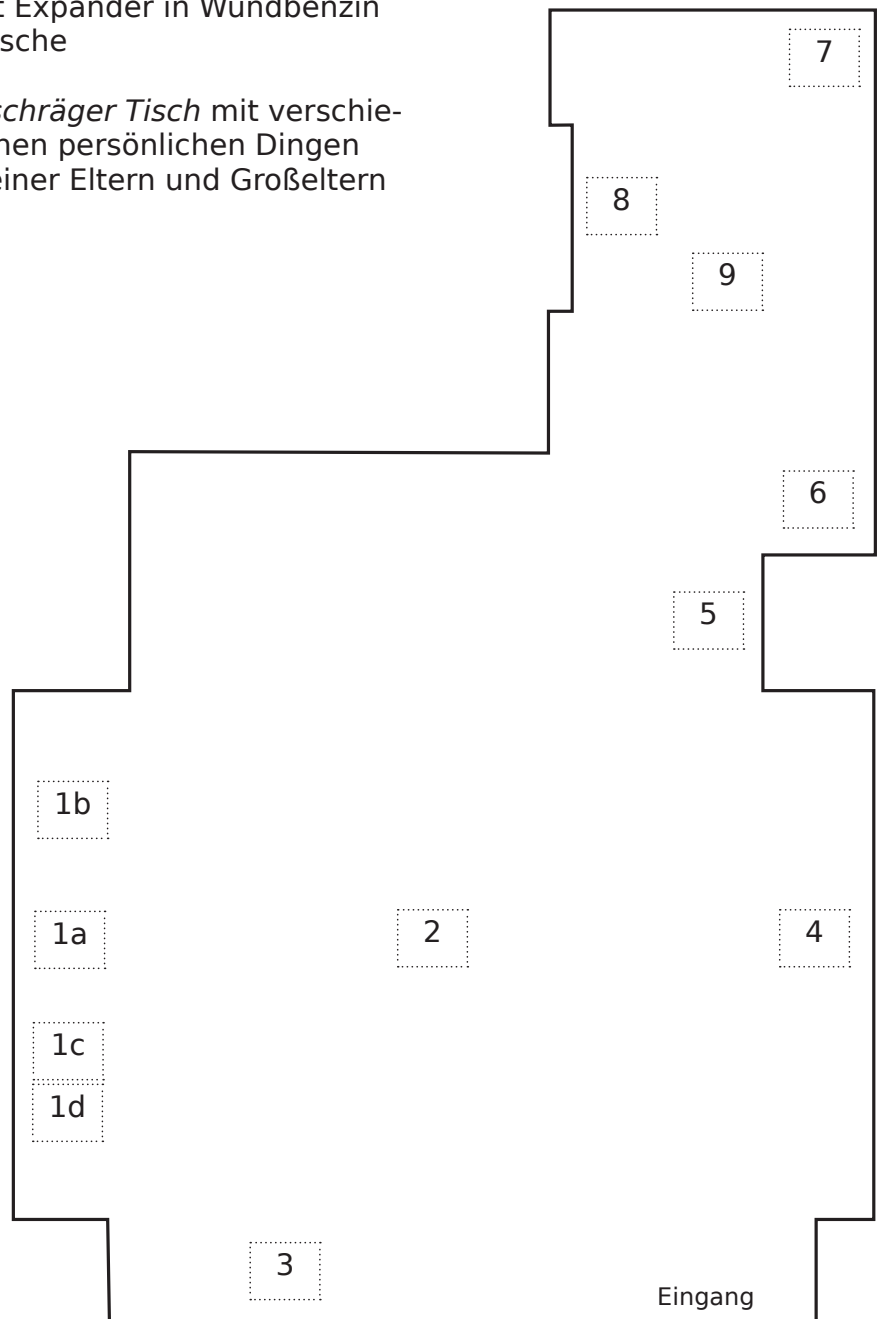 t Expander in Wundbenzin
sche
schräger Tisch mit verschie-
nen persönlichen Dingen
einer Eltern und Großeltern
7
8
9
6
5
1b
1a
2
4
1c
1d
3
Eingang